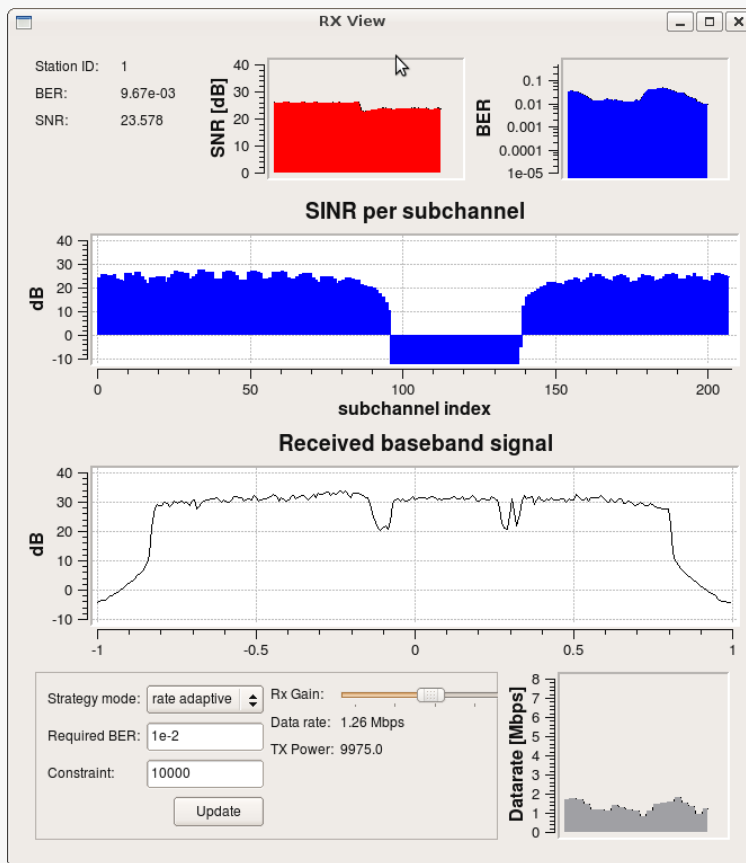 RX View
Station ID: 1
BER: 9.67e-03
SNR: 23.578
SNR [dB]
40
30
20
10
0
BER
0.1
0.01
0.001
0.0001
1e-05
SINR per subchannel
dB
40
30
20
10
0
-10
0 50 100 150 200
subchannel index
Received baseband signal
dB
40
30
20
10
0
-10
-1 -0.5 0 0.5 1
Strategy mode: rate adaptive
Required BER: 1e-2
Constraint: 10000
Update
Rx Gain:
Data rate: 1.26 Mbps
TX Power: 9975.0
Datarate [Mbps]
8
7
6
5
4
3
2
1
0